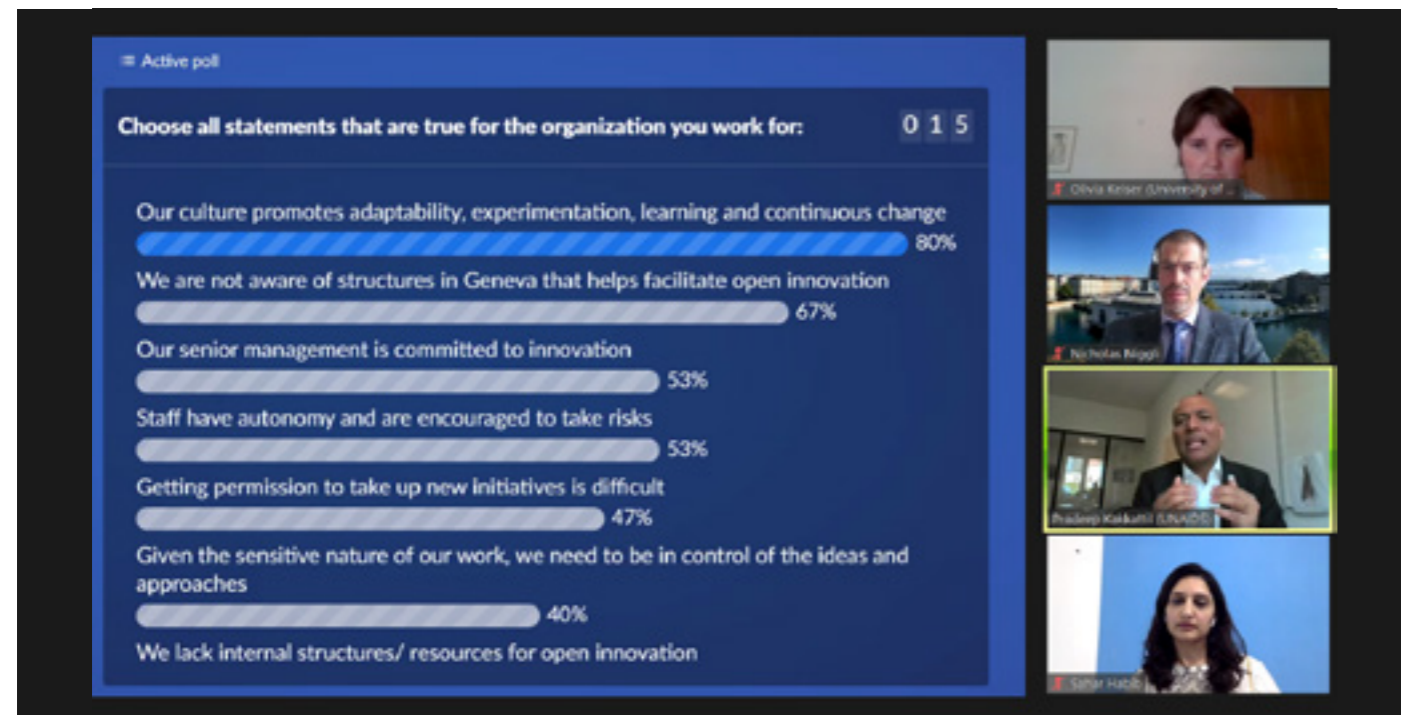 Active poll
Choose all statements that are true for the organization you work for:
0 1 5
Our culture promotes adaptability, experimentation, learning and continuous change
80%
We are not aware of structures in Geneva that helps facilitate open innovation
67%
Our senior management is committed to innovation
53%
Staff have autonomy and are encouraged to take risks
53%
Getting permission to take up new initiatives is difficult
47%
Given the sensitive nature of our work, we need to be in control of the ideas and
approaches
40%
We lack internal structures/ resources for open innovation
Olivia Keiser (University of ...
Nicholas Niggli
Pradeep Kakkattil (UNAIDS)
Sahar Habib